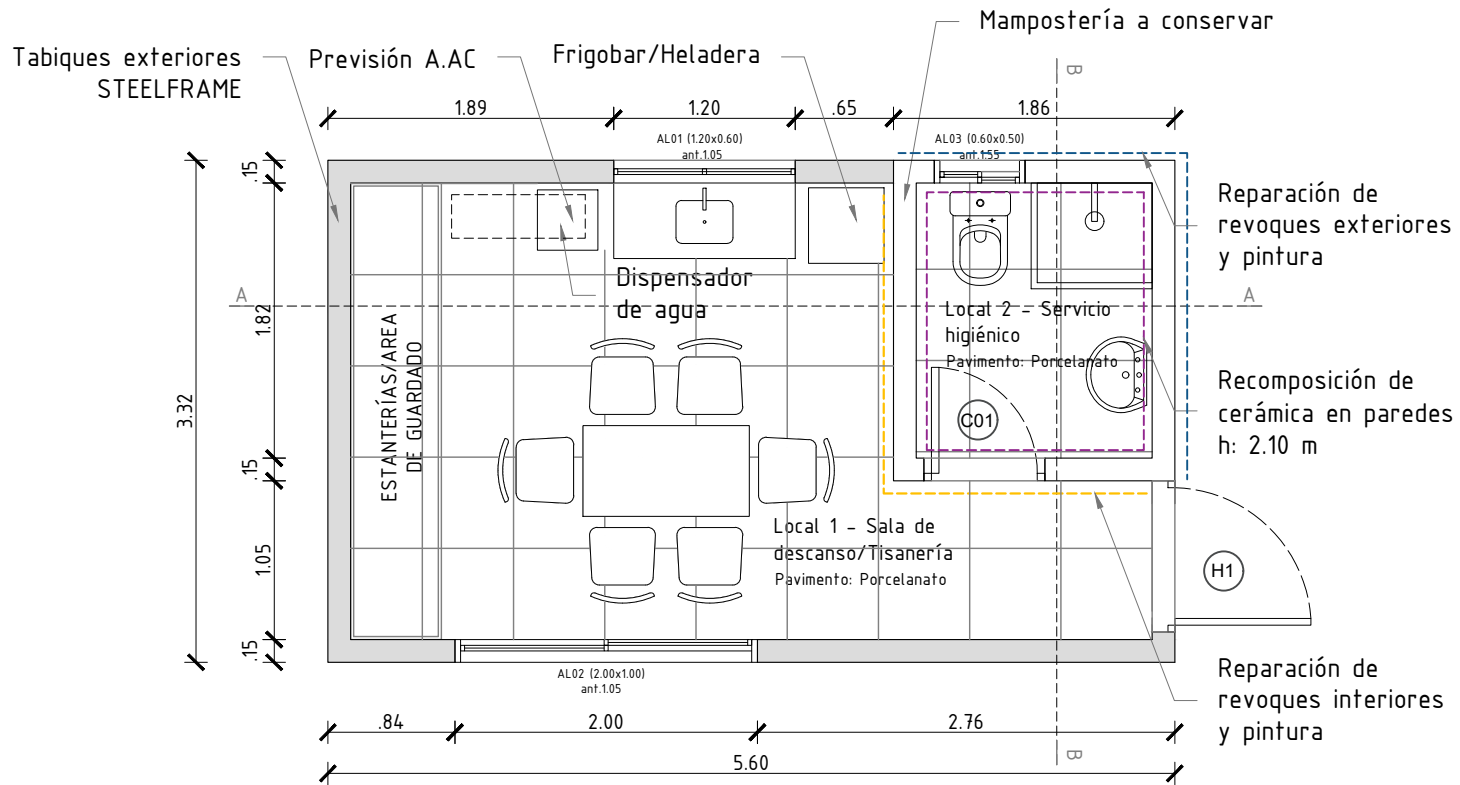 Mampostería a conservar
Tabiques exteriores
STEELFRAME
Previsión A.AC
Frigobar/Heladera
B
1.89
1.20
.65
1.86
AL01 (1.20x0.60)
ant.1.05
AL03 (0.60x0.50)
ant.1.55
.15
Reparación de
revoques exteriores
y pintura
Dispensador
de agua
A
A
1.82
Local 2 - Servicio
higiénico
Pavimento: Porcelanato
ESTANTERÍAS/AREA
DE GUARDADO
3.32
C01
Recomposición de
cerámica en paredes
h: 2.10 m
.15
Local 1 - Sala de
descanso/Tisanería
Pavimento: Porcelanato
1.05
H1
.15
AL02 (2.00x1.00)
ant.1.05
Reparación de
revoques interiores
y pintura
.84
2.00
2.76
B
5.60